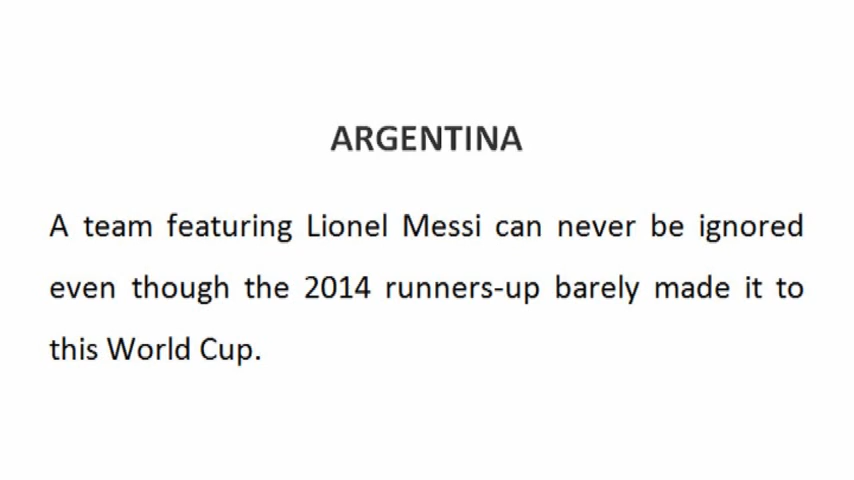 ARGENTINA
A team featuring Lionel Messi can never be ignored
even though the 2014 runners-up barely made it to
this World Cup.